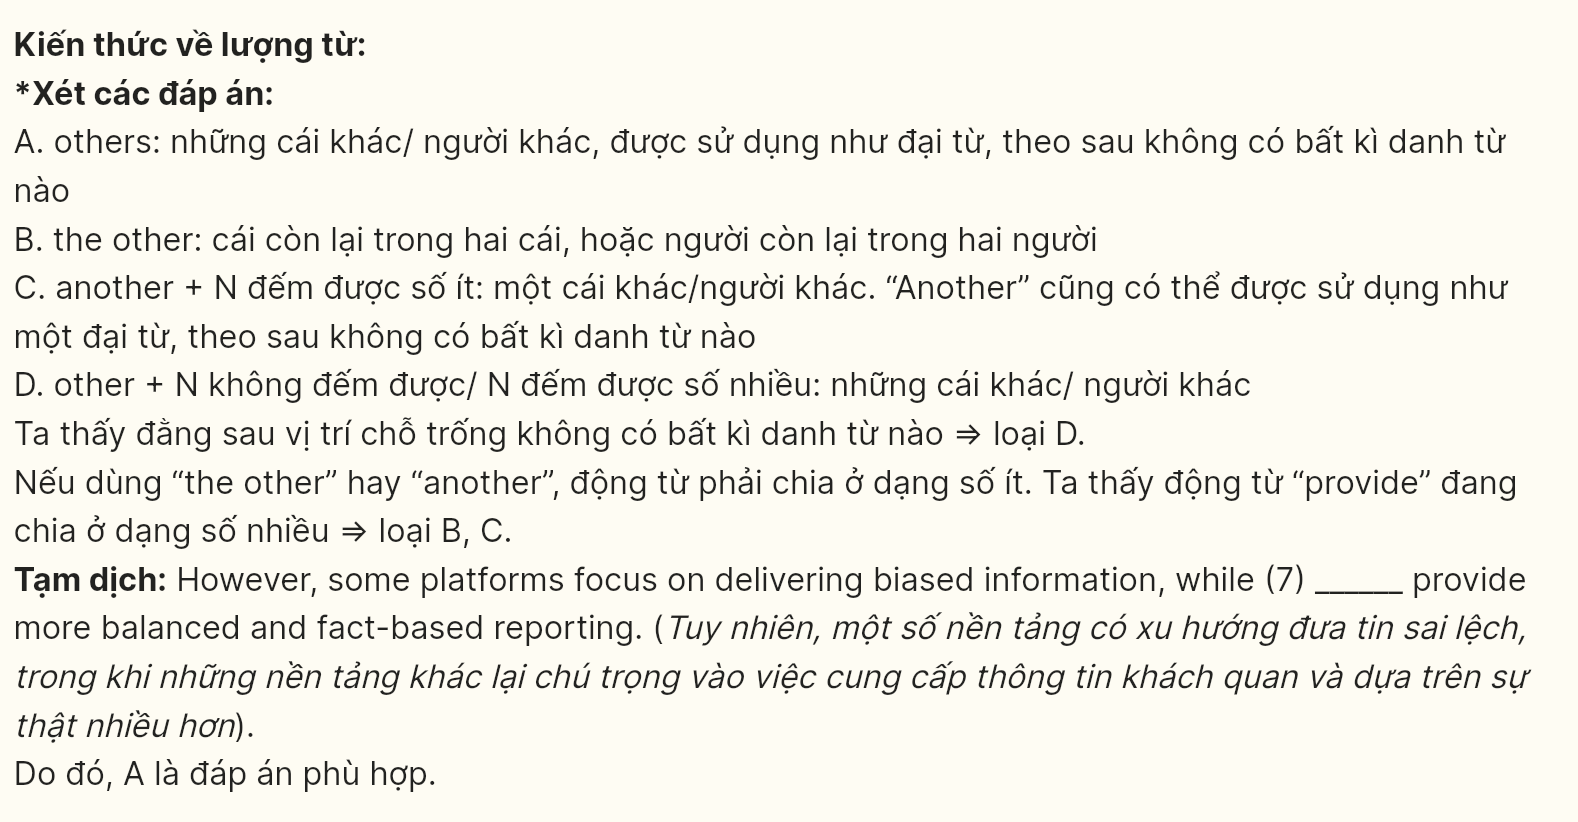 Kiến thức về lượng từ:
*Xét các đáp án:
A. others: những cái khác/ người khác, được sử dụng như đại từ, theo sau không có bất kì danh từ
nào
B. the other: cái còn lại trong hai cái, hoặc người còn lại trong hai người
C. another + N đếm được số ít: một cái khác/người khác. “Another” cũng có thể được sử dụng như
một đại từ, theo sau không có bất kì danh từ nào
D. other + N không đếm được/ N đếm được số nhiều: những cái khác/ người khác
Ta thấy đằng sau vị trí chỗ trống không có bất kì danh từ nào ⇒ loại D.
Nếu dùng “the other” hay “another”, động từ phải chia ở dạng số ít. Ta thấy động từ “provide” đang
chia ở dạng số nhiều ⇒ loại B, C.
Tạm dịch: However, some platforms focus on delivering biased information, while (7) ______ provide
more balanced and fact-based reporting. (Tuy nhiên, một số nền tảng có xu hướng đưa tin sai lệch,
trong khi những nền tảng khác lại chú trọng vào việc cung cấp thông tin khách quan và dựa trên sự
thật nhiều hơn).
Do đó, A là đáp án phù hợp.